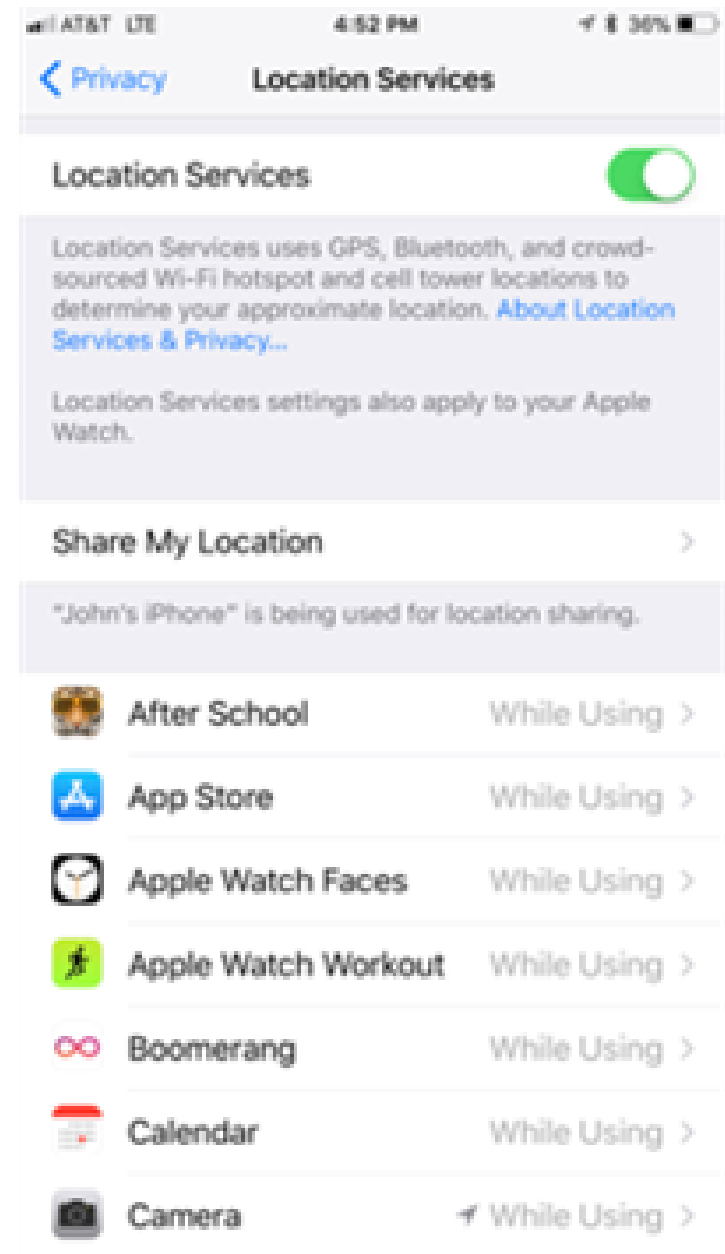 AT&T LTE 4:52 PM 36%
Privacy Location Services
Location Services
Location Services uses GPS, Bluetooth, and crowd-
sourced Wi-Fi hotspot and cell tower locations to
determine your approximate location. About Location
Services & Privacy...
Location Services settings also apply to your Apple
Watch.
Share My Location
"John's iPhone" is being used for location sharing.
After School While Using
App Store While Using
Apple Watch Faces While Using
Apple Watch Workout While Using
Boomerang While Using
Calendar While Using
Camera While Using